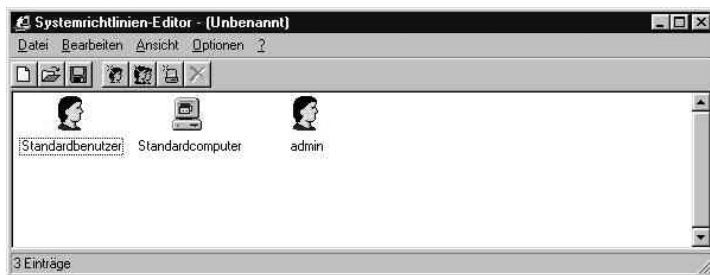 Systemrichtlinien-Editor - (Unbenannt)
Datei Bearbeiten Ansicht Optionen ?
Standardbenutzer Standardcomputer admin
3 Einträge